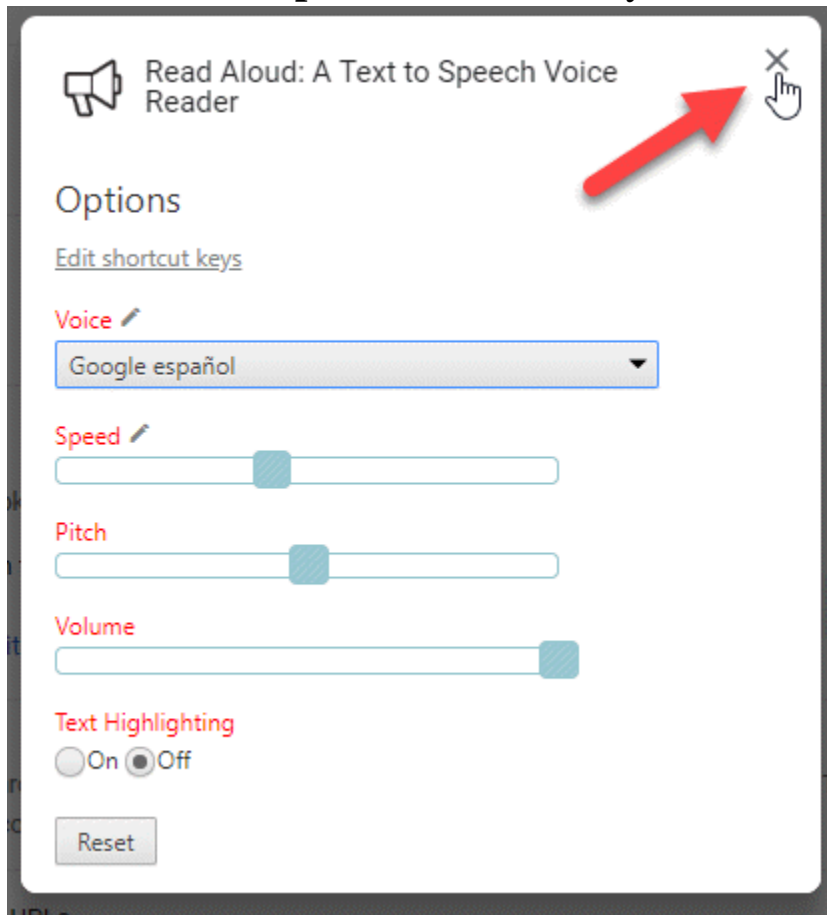 Read Aloud: A Text to Speech Voice
Reader
Options
Edit shortcut keys
Voice
Google español
Speed
Pitch
Volume
Text Highlighting
On Off
Reset